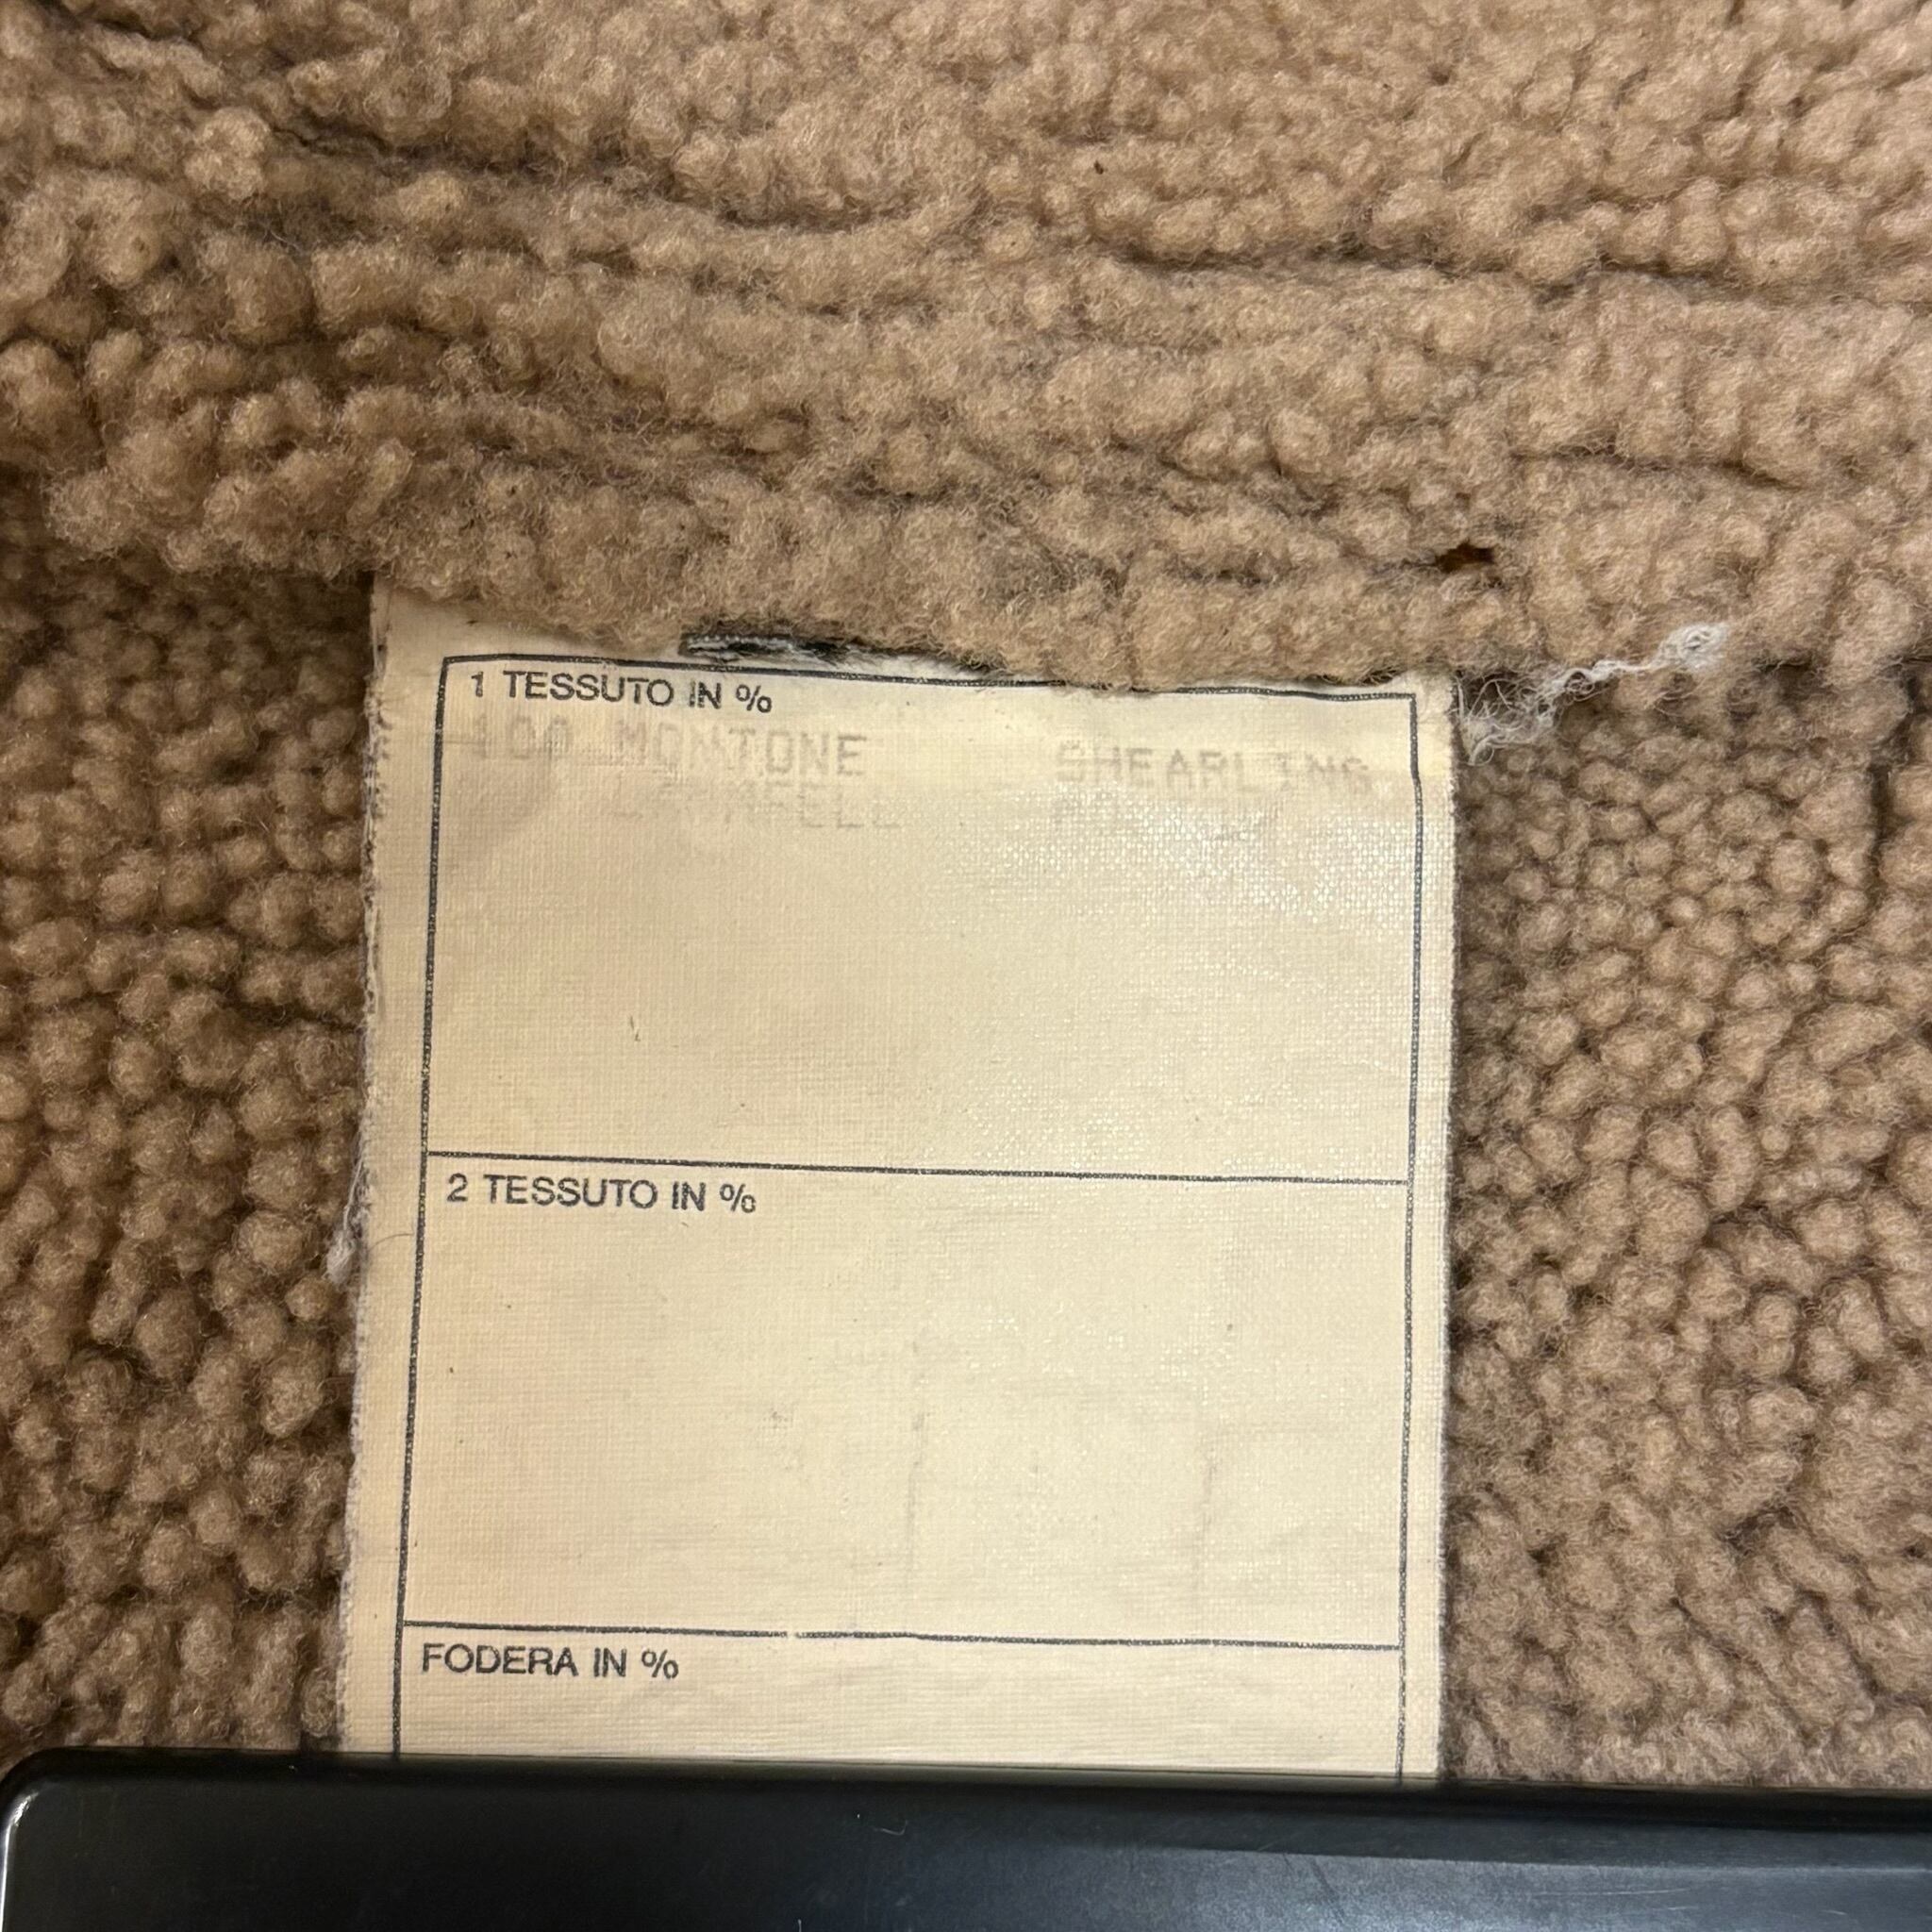 1 TESSUTO IN %
100 MONTONE SHEARLING
2 TESSUTO IN %
FODERA IN %